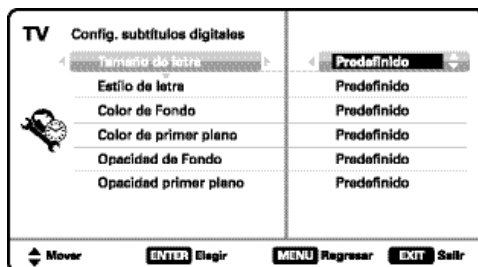 TV Config. subtítulos digitales
Tamaño de letra Predefinido
Estilo de letra Predefinido
Color de Fondo Predefinido
Color de primer plano Predefinido
Opacidad de Fondo Predefinido
Opacidad primer plano Predefinido
Mover ENTER Elegir MENU Regresar EXIT Salir